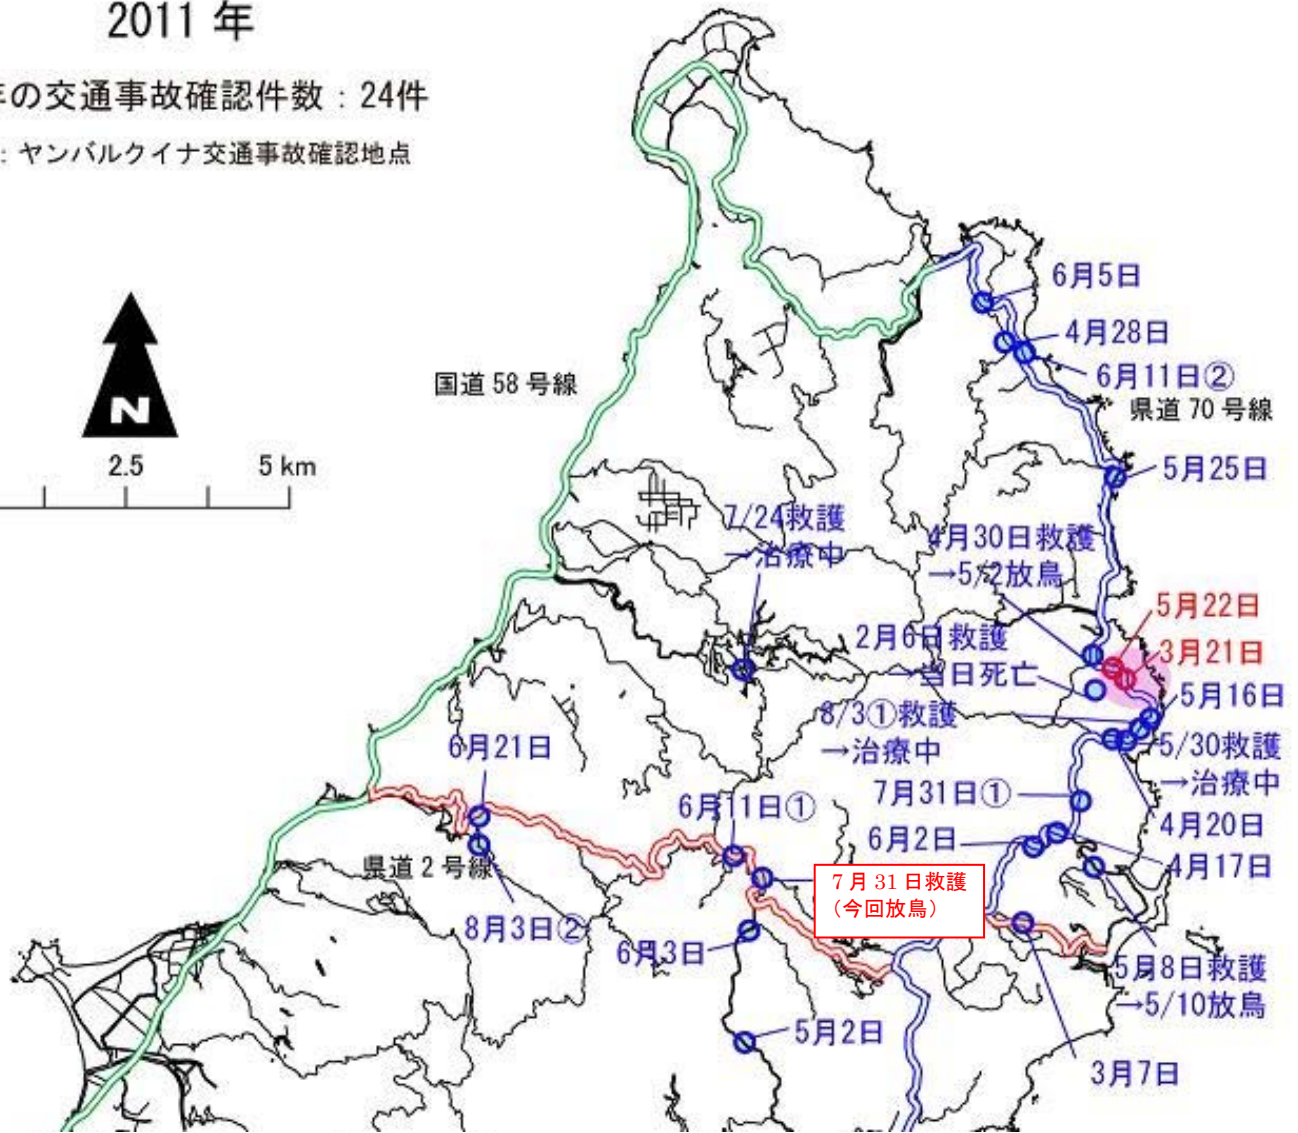 2011 年
年の交通事故確認件数：24件
：ヤンバルクイナ交通事故確認地点
N
2.5
5 km
国道 58 号線
6月5日
4月28日
6月11日②
県道 70 号線
5月25日
7/24救護
→治療中
4月30日救護
→5/2放鳥
5月22日
2月6日救護
→当日死亡
3月21日
5月16日
8/3①救護
→治療中
5/30救護
→治療中
6月21日
7月31日①
6月11日①
4月20日
6月2日
4月17日
県道 2 号線
7 月 31 日救護
（今回放鳥）
8月3日②
6月3日
5月8日救護
→5/10放鳥
5月2日
3月7日